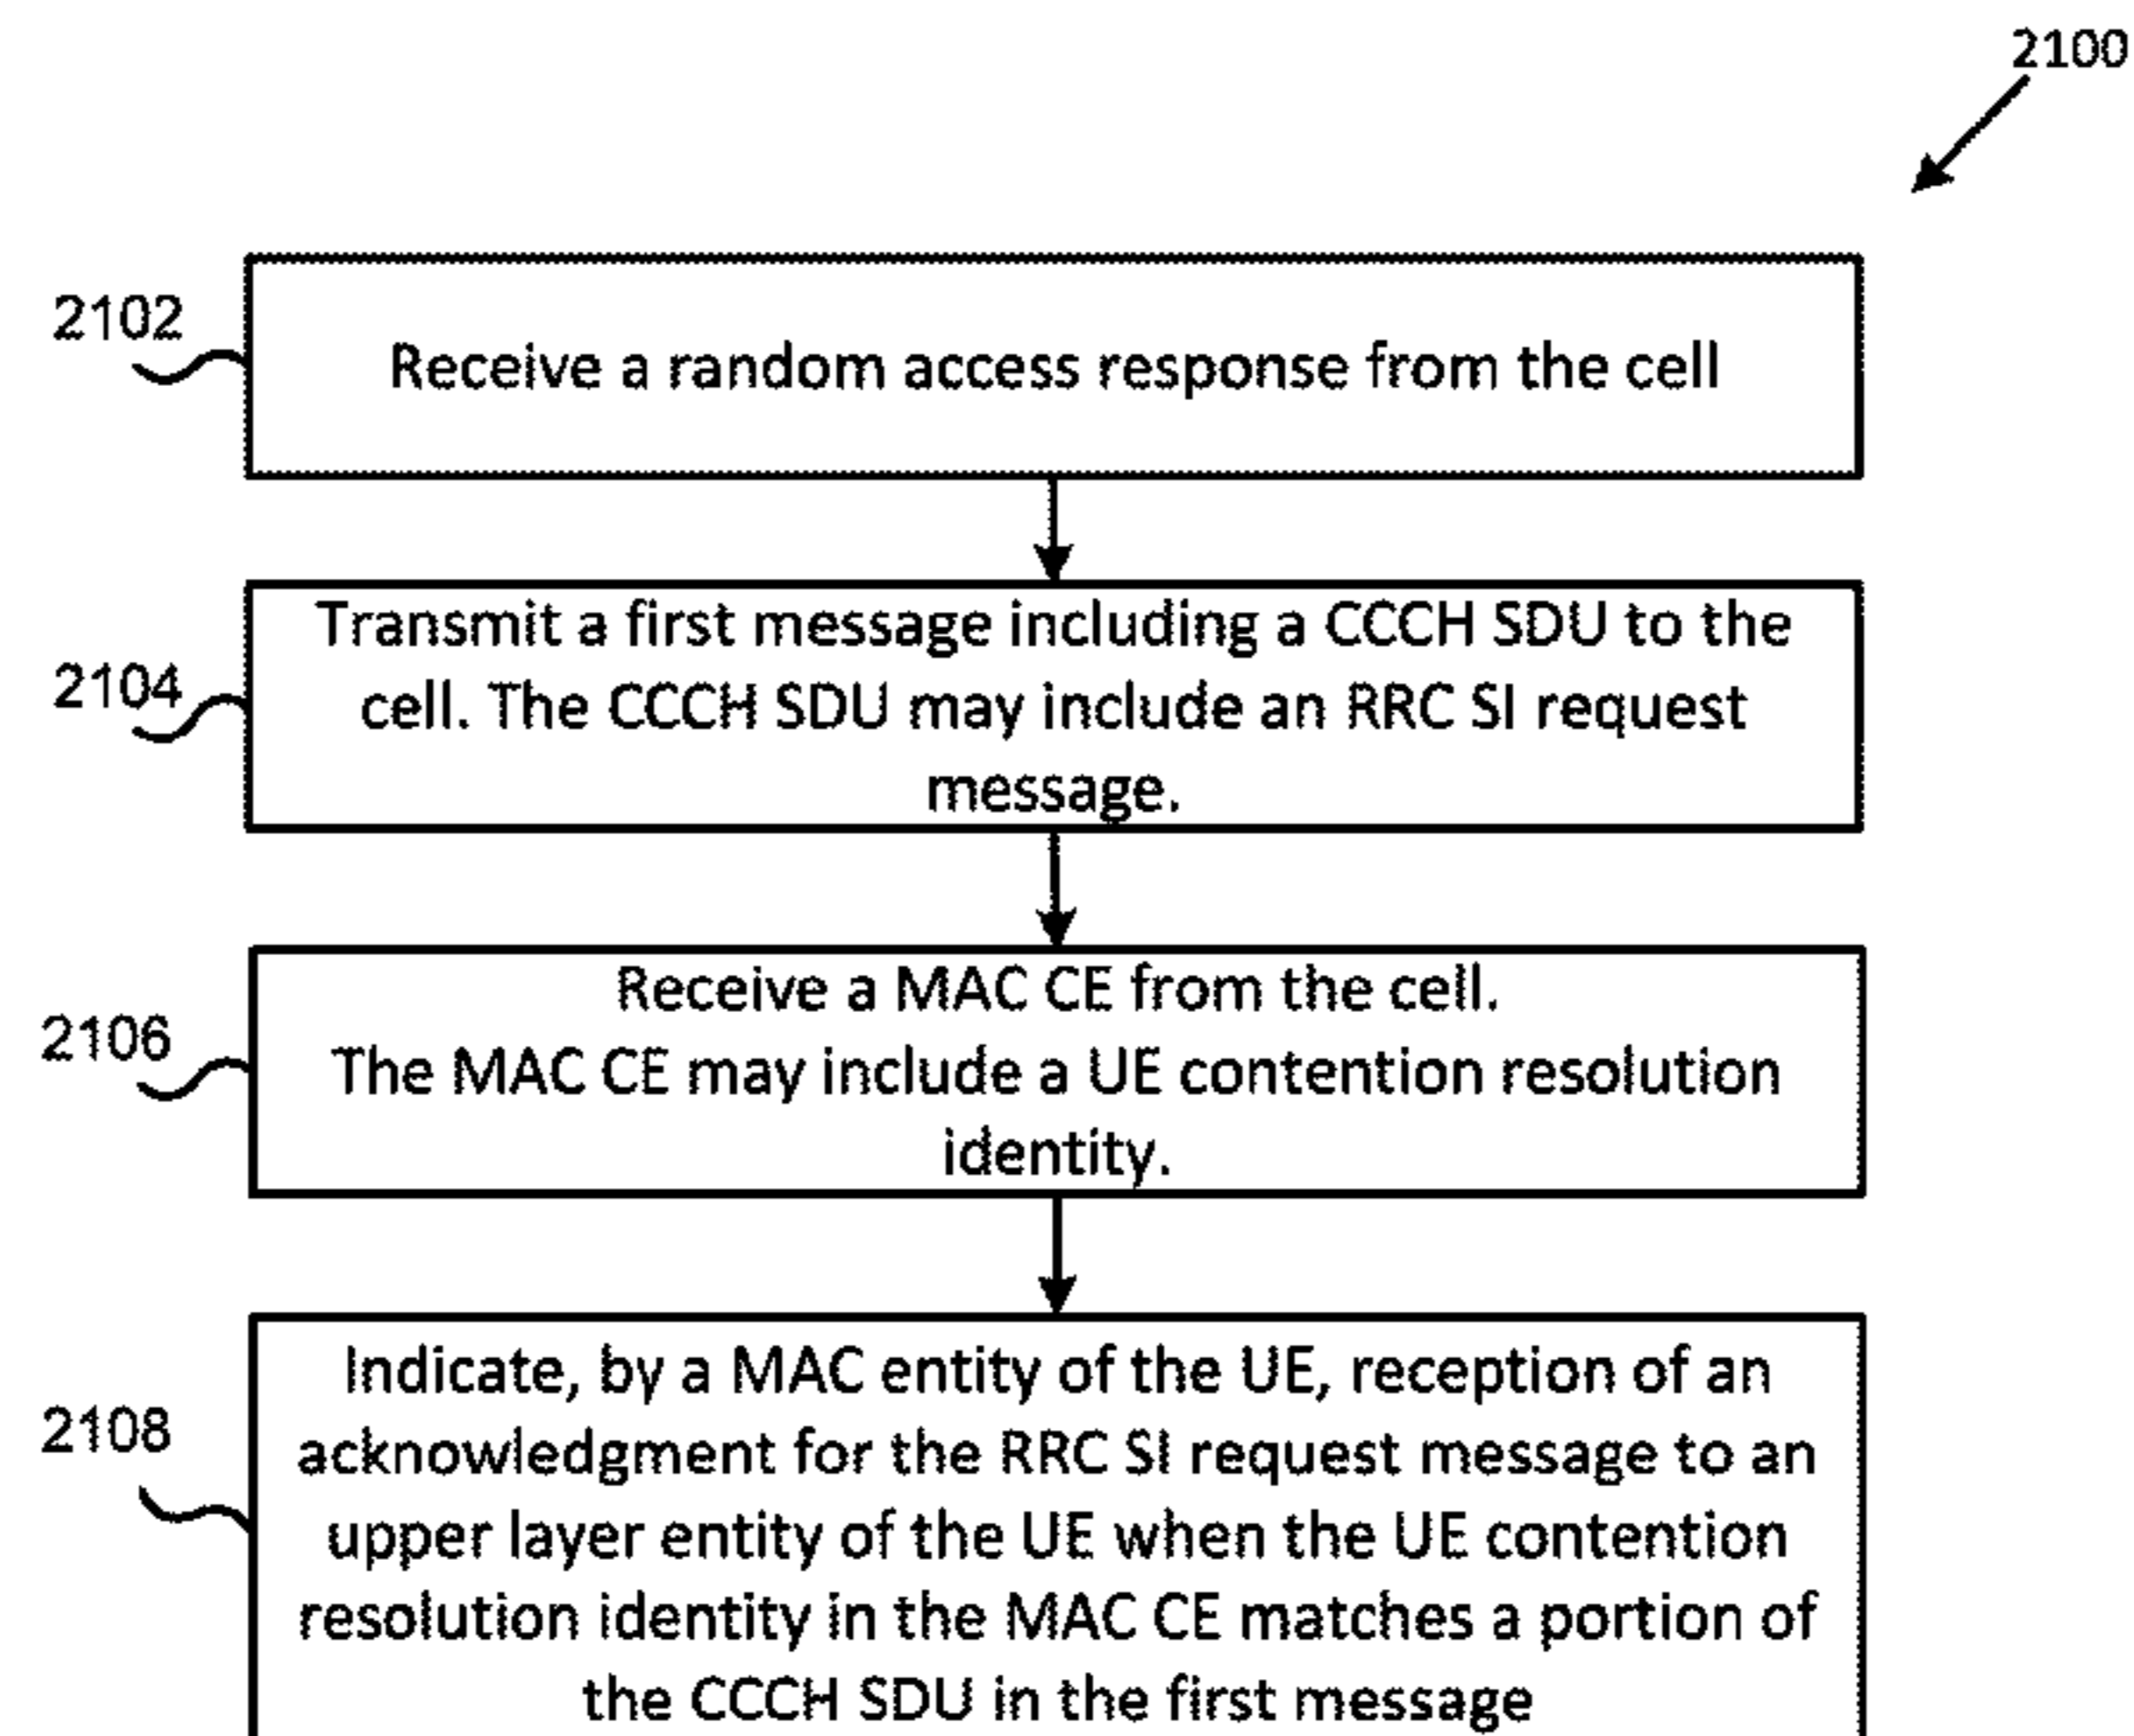 2100
2102
Receive a random access response from the cell
2104
Transmit a first message including a CCCH SDU to the
cell. The CCCH SDU may include an RRC SI request
message.
2106
Receive a MAC CE from the cell.
The MAC CE may include a UE contention resolution
identity.
2108
Indicate, by a MAC entity of the UE, reception of an
acknowledgment for the RRC SI request message to an
upper layer entity of the UE when the UE contention
resolution identity in the MAC CE matches a portion of
the CCCH SDU in the first message